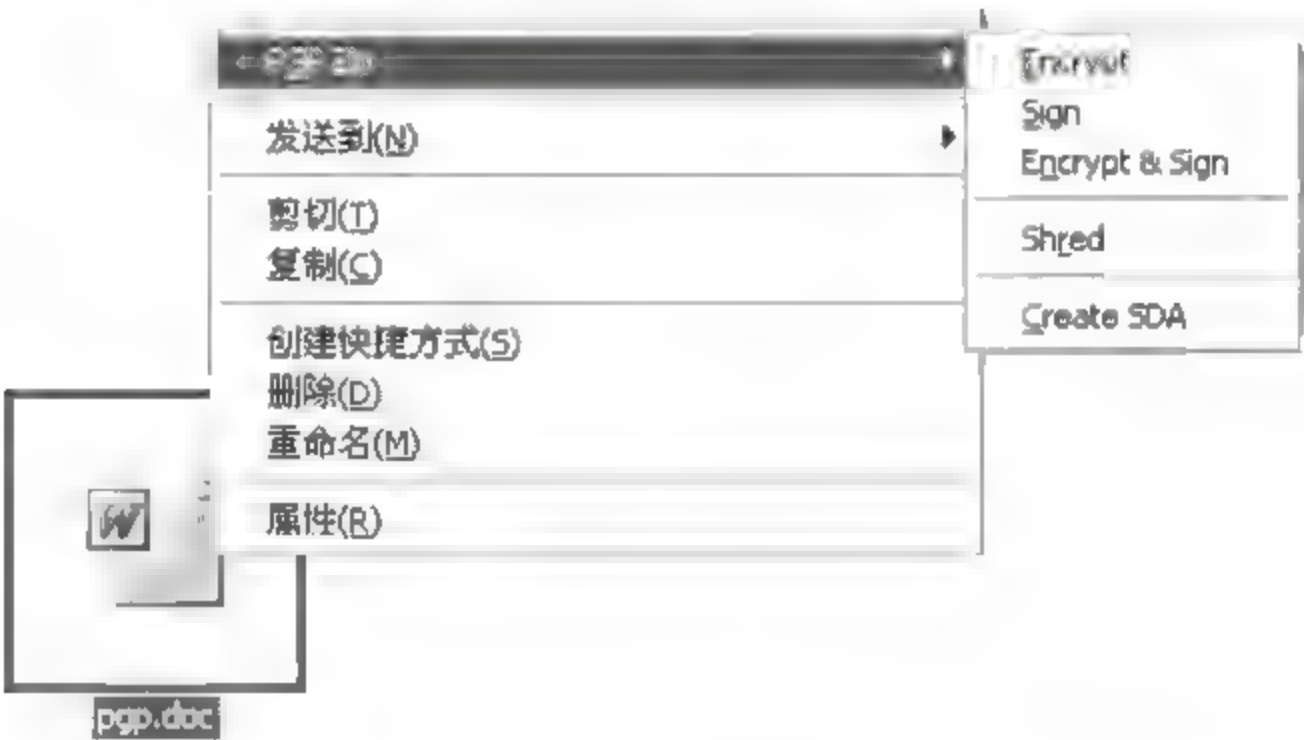 发送到(N)
剪切(T)
复制(C)
创建快捷方式(S)
删除(D)
重命名(M)
属性(R)
Encrypt
Sign
Encrypt & Sign
Shred
Create SDA
pgp.doc